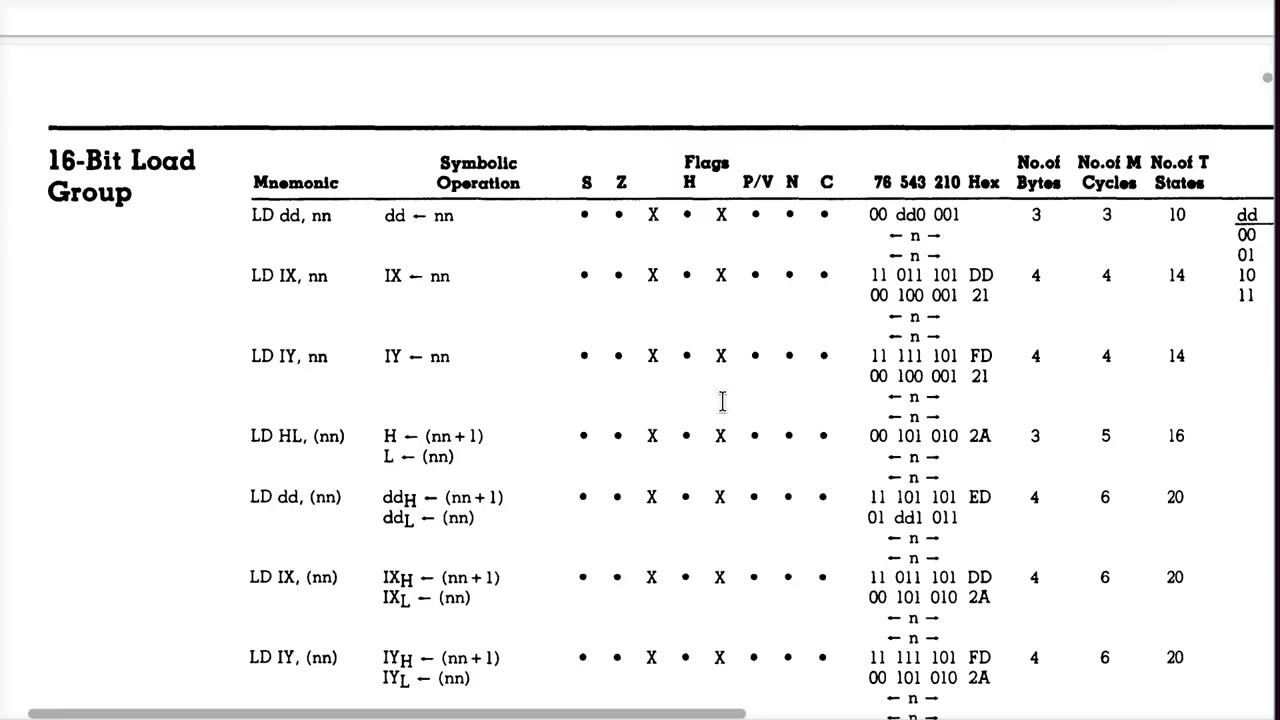 16-Bit Load
Group
Symbolic Flags No.of No.of M No.of T
Mnemonic Operation S Z H P/V N C 76 543 210 Hex Bytes Cycles States
LD dd, nn dd ← nn • • X • X • • • 00 dd0 001 3 3 10 dd
← n → 00
← n → 01
LD IX, nn IX ← nn • • X • X • • • 11 011 101 DD 4 4 14 10
00 100 001 21 11
← n →
← n →
LD IY, nn IY ← nn • • X • X • • • 11 111 101 FD 4 4 14
00 100 001 21
← n →
← n →
LD HL, (nn) H ← (nn+1) • • X • X • • • 00 101 010 2A 3 5 16
L ← (nn) ← n →
← n →
LD dd, (nn) ddH ← (nn+1) • • X • X • • • 11 101 101 ED 4 6 20
ddL ← (nn) 01 dd1 011
← n →
← n →
LD IX, (nn) IXH ← (nn+1) • • X • X • • • 11 011 101 DD 4 6 20
IXL ← (nn) 00 101 010 2A
← n →
← n →
LD IY, (nn) IYH ← (nn+1) • • X • X • • • 11 111 101 FD 4 6 20
IYL ← (nn) 00 101 010 2A
← n →
← n →